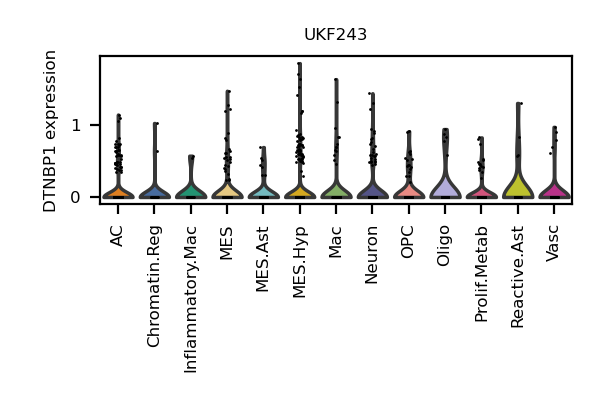 UKF243
DTNBP1 expression
1
0
AC
Chromatin.Reg
Inflammatory.Mac
MES
MES.Ast
MES.Hyp
Mac
Neuron
OPC
Oligo
Prolif.Metab
Reactive.Ast
Vasc